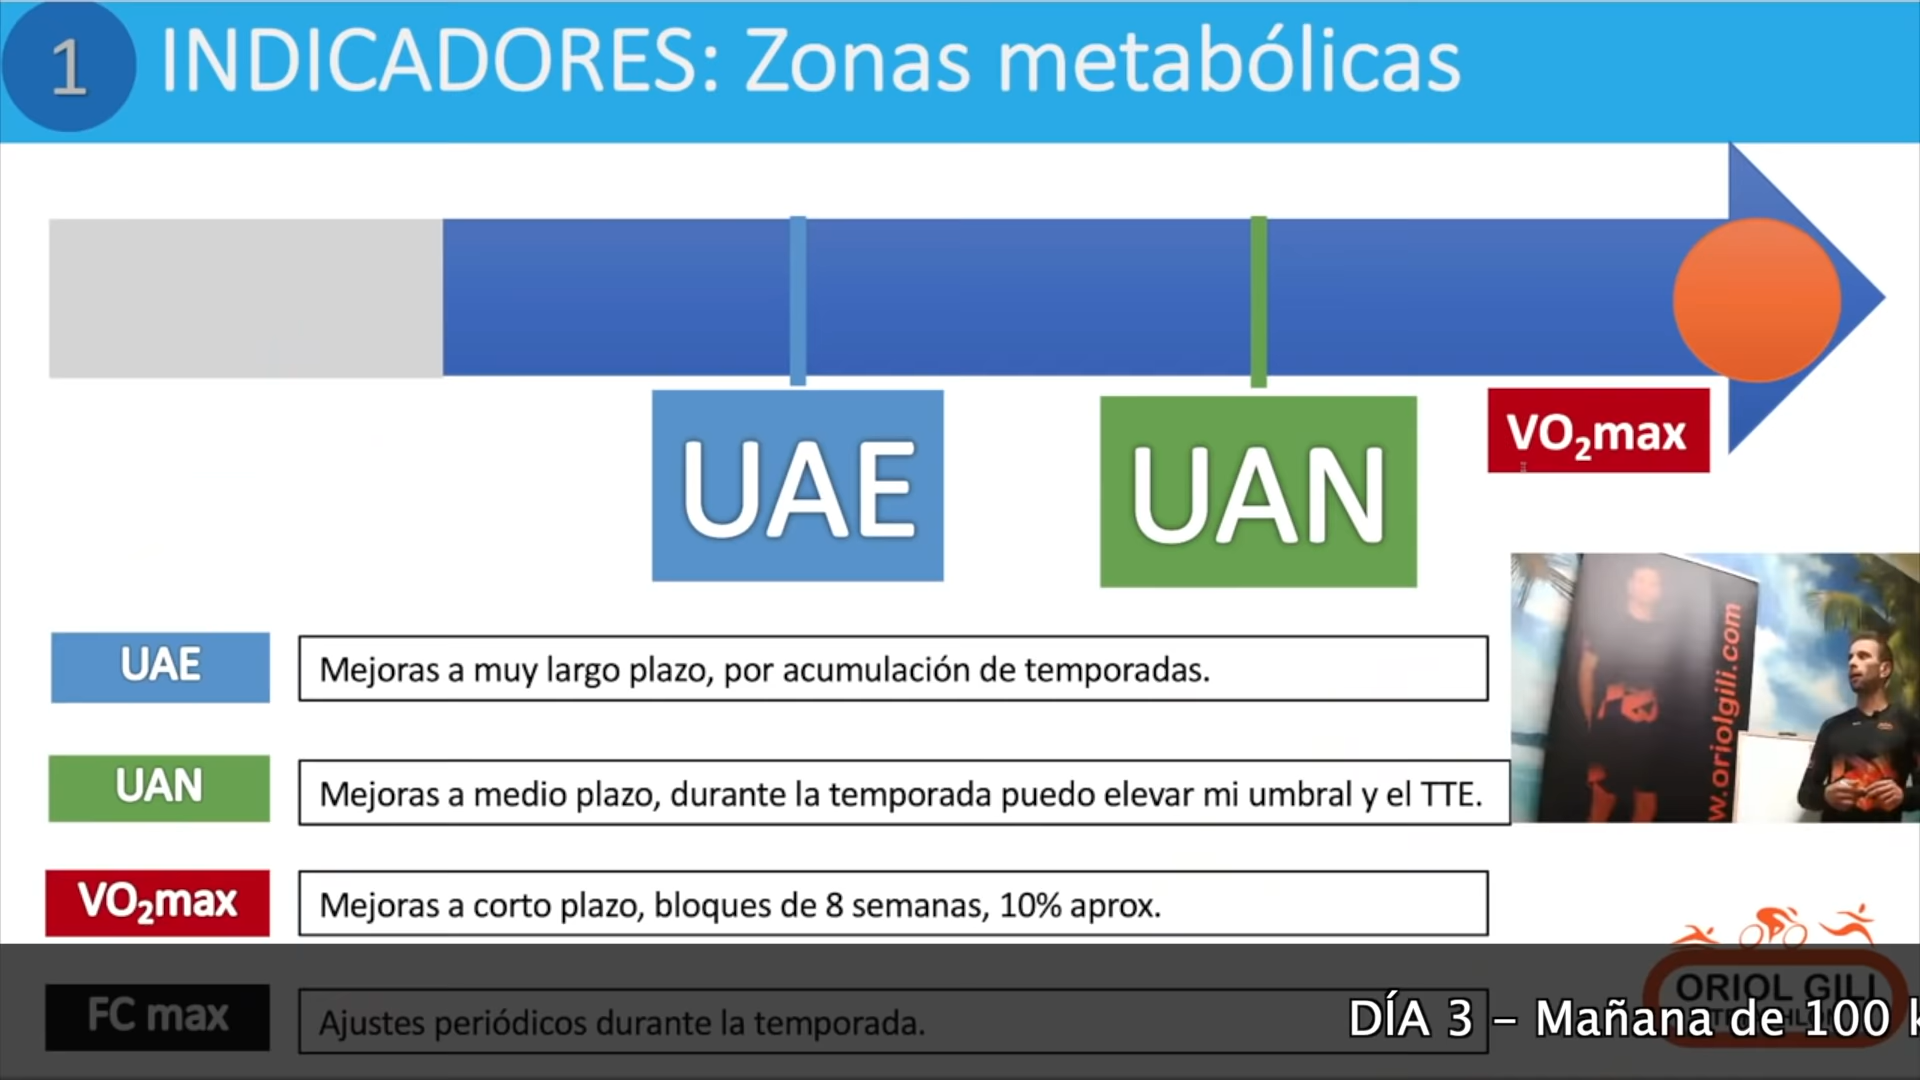 1
INDICADORES: Zonas metabólicas
UAE
UAN
VO₂max
UAE
Mejoras a muy largo plazo, por acumulación de temporadas.
UAN
Mejoras a medio plazo, durante la temporada puedo elevar mi umbral y el TTE.
w.oriolgili.com
VO₂max
Mejoras a corto plazo, bloques de 8 semanas, 10% aprox.
FC max
Ajustes periódicos durante la temporada.
ORIOL GILI
DÍA 3 – Mañana de 100 k